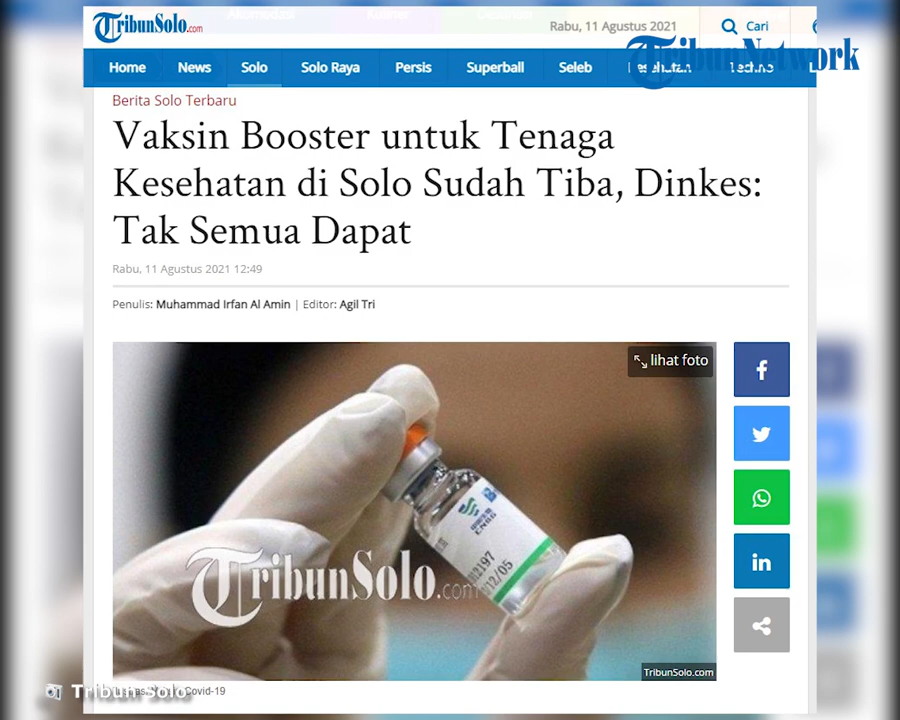 TribunSolo.com
Rabu, 11 Agustus 2021
Cari
TribunNetwork
Home News Solo Solo Raya Persis Superball Seleb Kesehatan Techno
Berita Solo Terbaru
Vaksin Booster untuk Tenaga
Kesehatan di Solo Sudah Tiba, Dinkes:
Tak Semua Dapat
Rabu, 11 Agustus 2021 12:49
Penulis: Muhammad Irfan Al Amin | Editor: Agil Tri
lihat foto
TribunSolo.com
TribunSolo.com
Tribun Solo
Covid-19